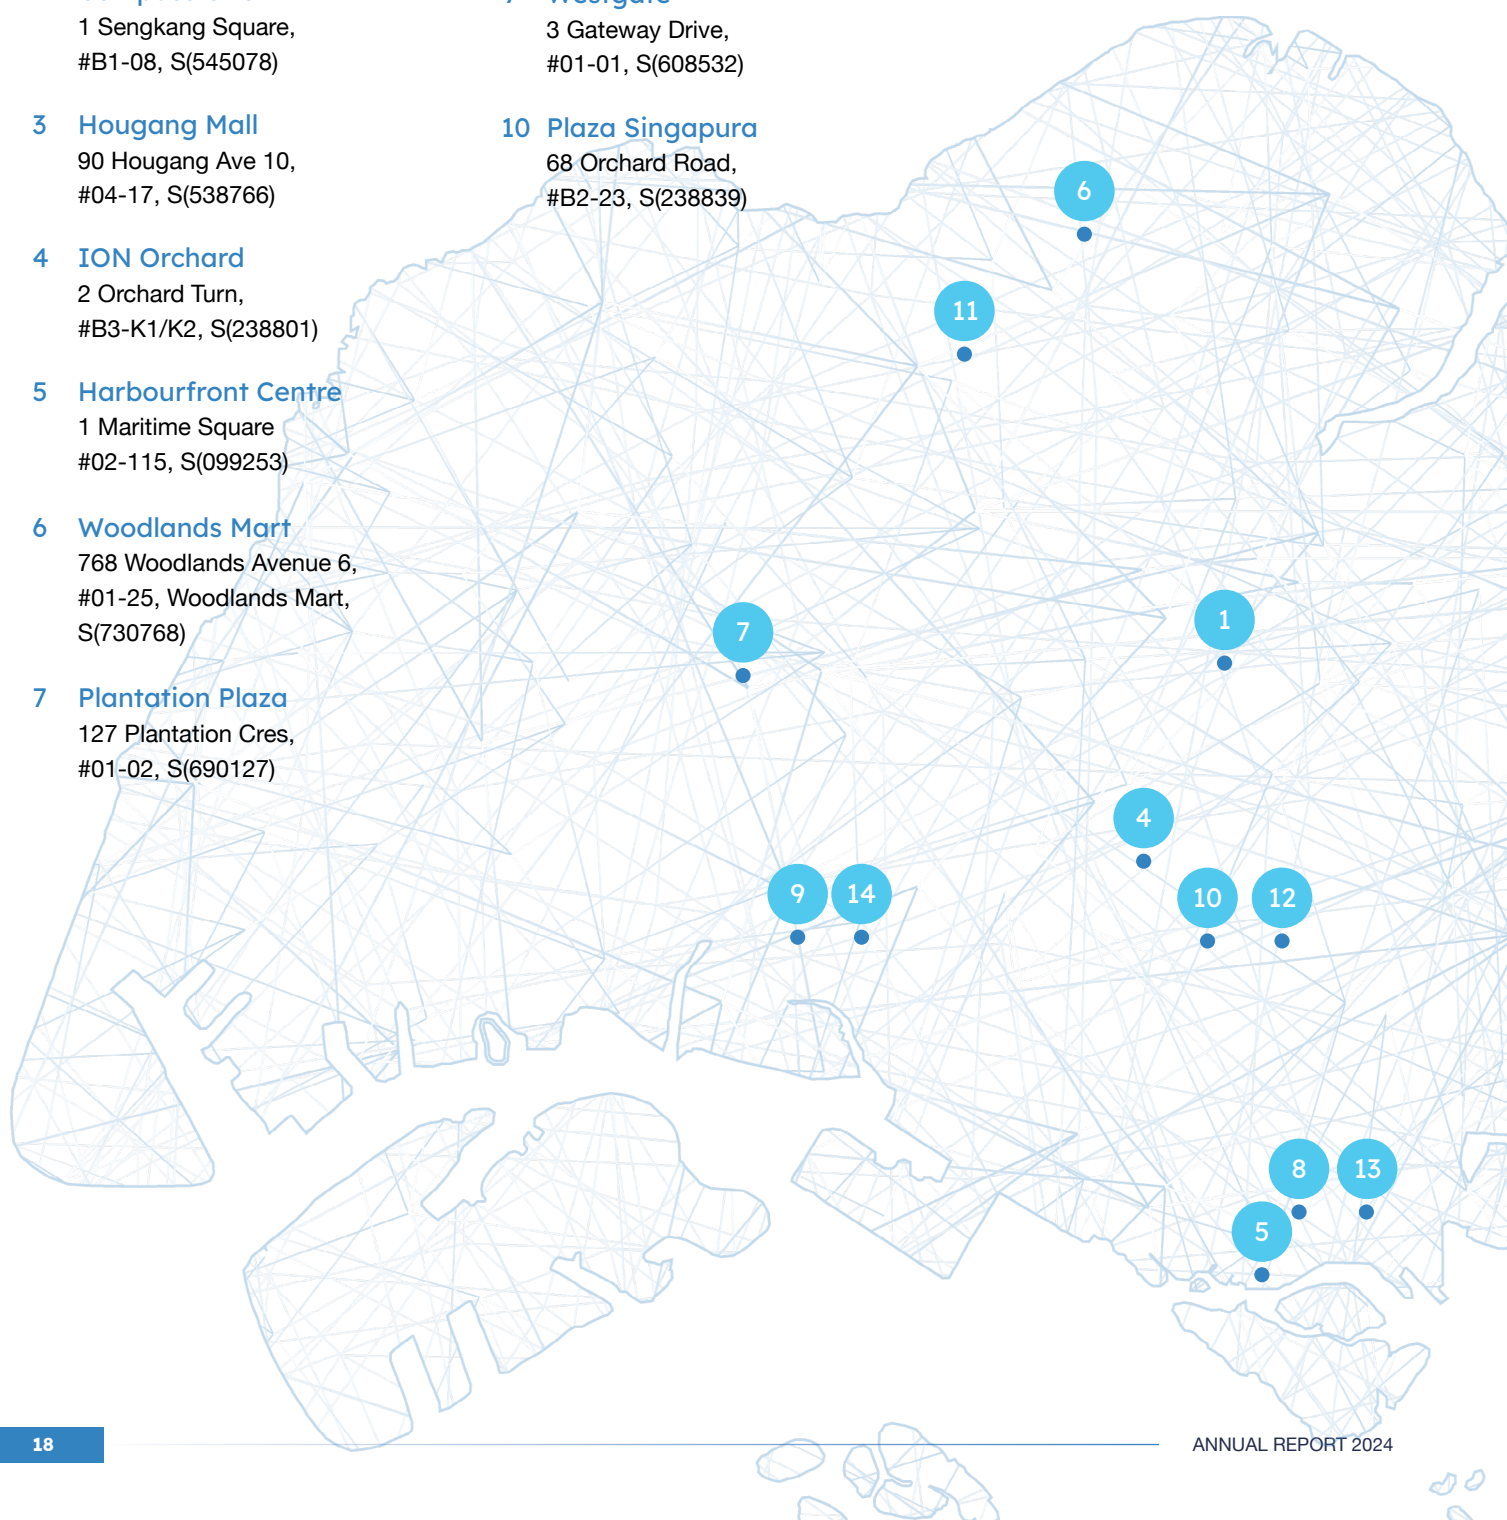 1 Sengkang Square,
#B1-08, S(545078)
3 Hougang Mall
90 Hougang Ave 10,
#04-17, S(538766)
4 ION Orchard
2 Orchard Turn,
#B3-K1/K2, S(238801)
5 Harbourfront Centre
1 Maritime Square
#02-115, S(099253)
6 Woodlands Mart
768 Woodlands Avenue 6,
#01-25, Woodlands Mart,
S(730768)
7 Plantation Plaza
127 Plantation Cres,
#01-02, S(690127)
Westgate
3 Gateway Drive,
#01-01, S(608532)
10 Plaza Singapura
68 Orchard Road,
#B2-23, S(238839)
6
11
7
1
4
9
14
10
12
8
13
5
18
ANNUAL REPORT 2024